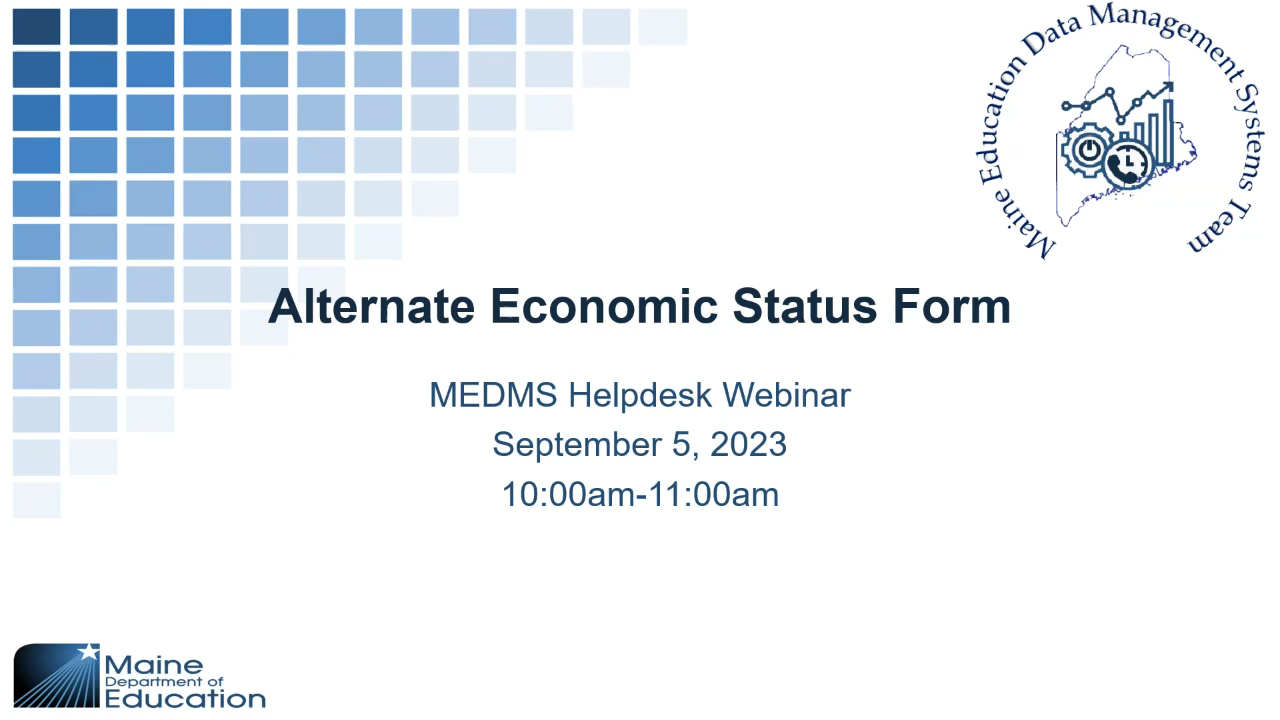 Maine Education Data Management Systems Team
Alternate Economic Status Form
MEDMS Helpdesk Webinar
September 5, 2023
10:00am-11:00am
Maine
Department of
Education